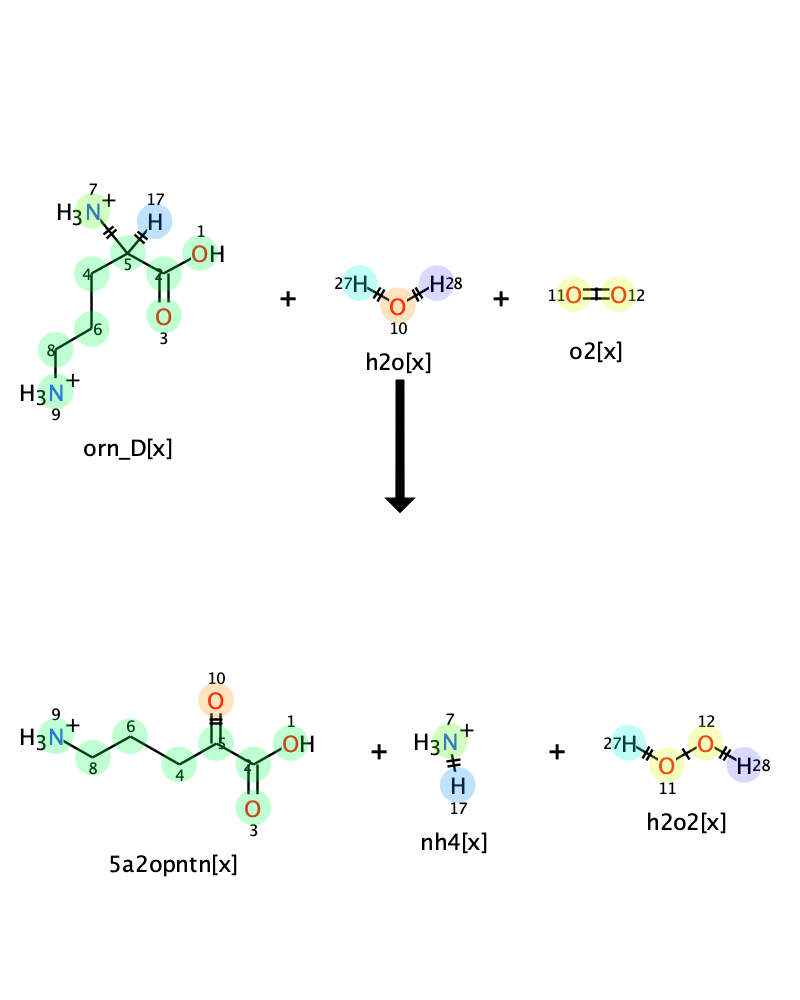 7
H3N+
17
H
1
OH
4
5
2
O
3
8
6
H3N+
9
orn_D[x]
+
27H
H28
O
10
h2o[x]
+
11O
O12
o2[x]
10
O
9
H3N+
6
5
1
OH
8
4
2
O
3
5a2opntn[x]
+
7
H3N+
H
17
nh4[x]
+
27H
12
O
O
11
H28
h2o2[x]